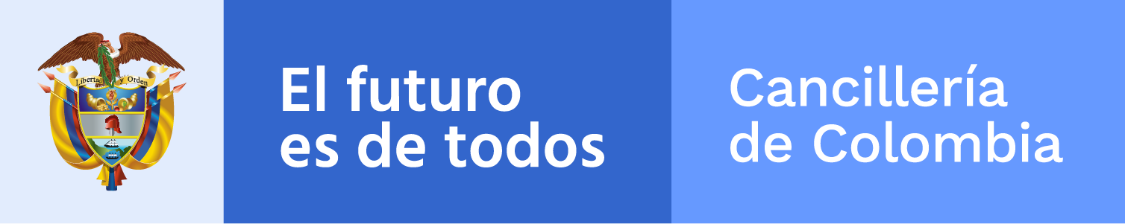 Libertad y Orden
El futuro
es de todos
Cancillería
de Colombia